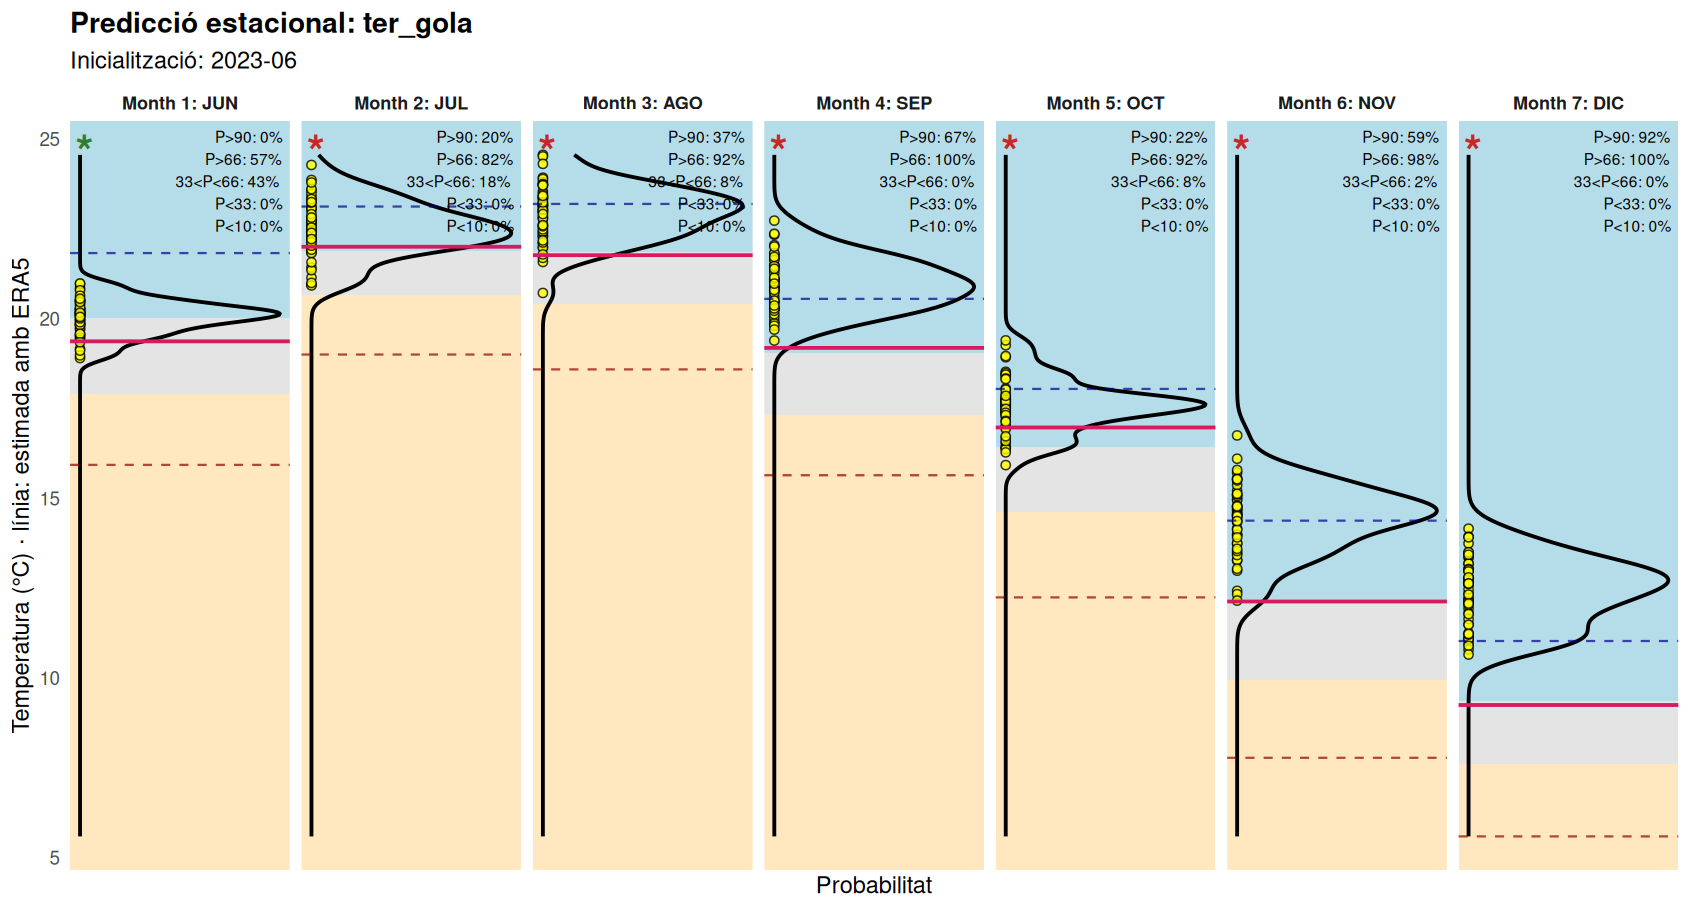 Predicció estacional: ter_gola
Inicialització: 2023-06
Month 1: JUN
Month 2: JUL
Month 3: AGO
Month 4: SEP
Month 5: OCT
Month 6: NOV
Month 7: DIC
Temperatura (°C) · línia: estimada amb ERA5
25
20
15
10
5
*
P>90: 0%
P>66: 57%
33<P<66: 43%
P<33: 0%
P<10: 0%
*
P>90: 20%
P>66: 82%
33<P<66: 18%
P<33: 0%
P<10: 0%
*
P>90: 37%
P>66: 92%
33<P<66: 8%
P<33: 0%
P<10: 0%
*
P>90: 67%
P>66: 100%
33<P<66: 0%
P<33: 0%
P<10: 0%
*
P>90: 22%
P>66: 92%
33<P<66: 8%
P<33: 0%
P<10: 0%
*
P>90: 59%
P>66: 98%
33<P<66: 2%
P<33: 0%
P<10: 0%
*
P>90: 92%
P>66: 100%
33<P<66: 0%
P<33: 0%
P<10: 0%
Probabilitat